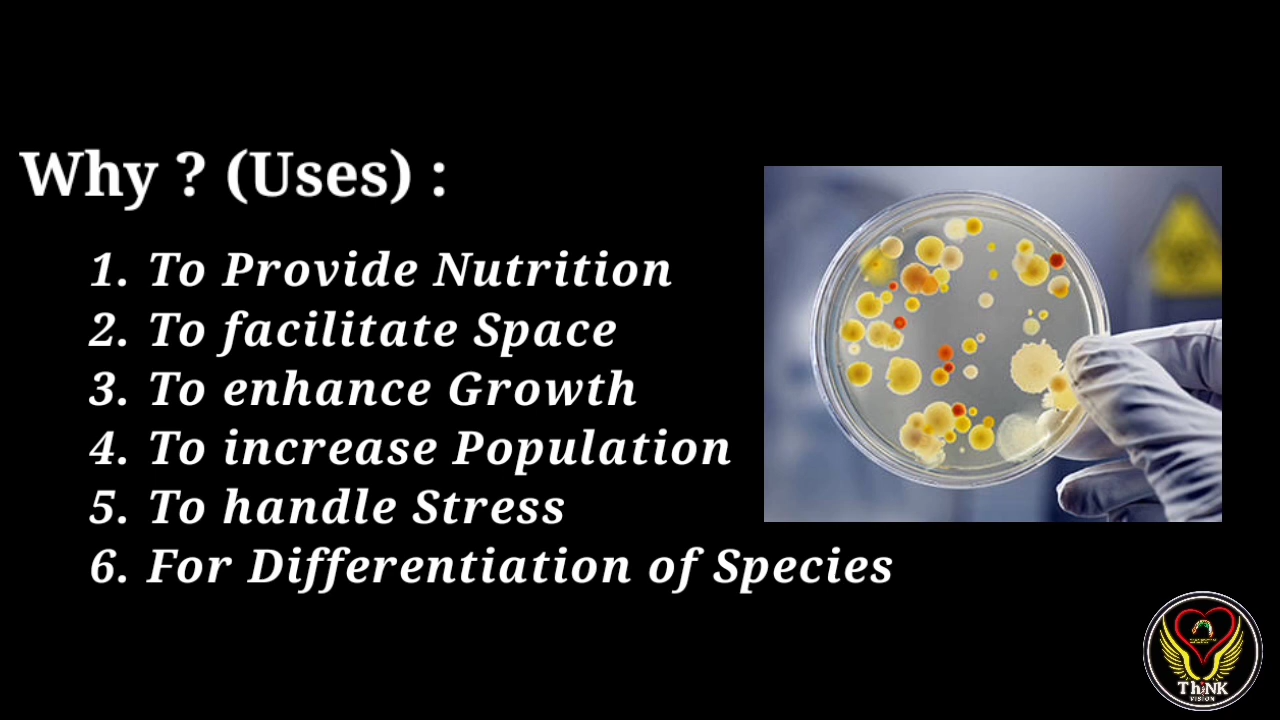 Why ? (Uses) :
1. To Provide Nutrition
2. To facilitate Space
3. To enhance Growth
4. To increase Population
5. To handle Stress
6. For Differentiation of Species
ThiNK
VISION